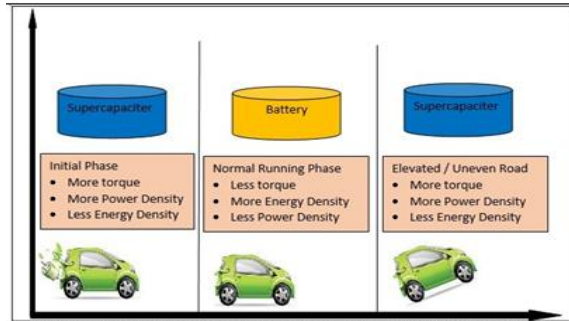 Supercapaciter
Battery
Supercapaciter
Initial Phase
• More torque
• More Power Density
• Less Energy Density
Normal Running Phase
• Less torque
• More Energy Density
• Less Power Density
Elevated / Uneven Road
• More torque
• More Power Density
• Less Energy Density